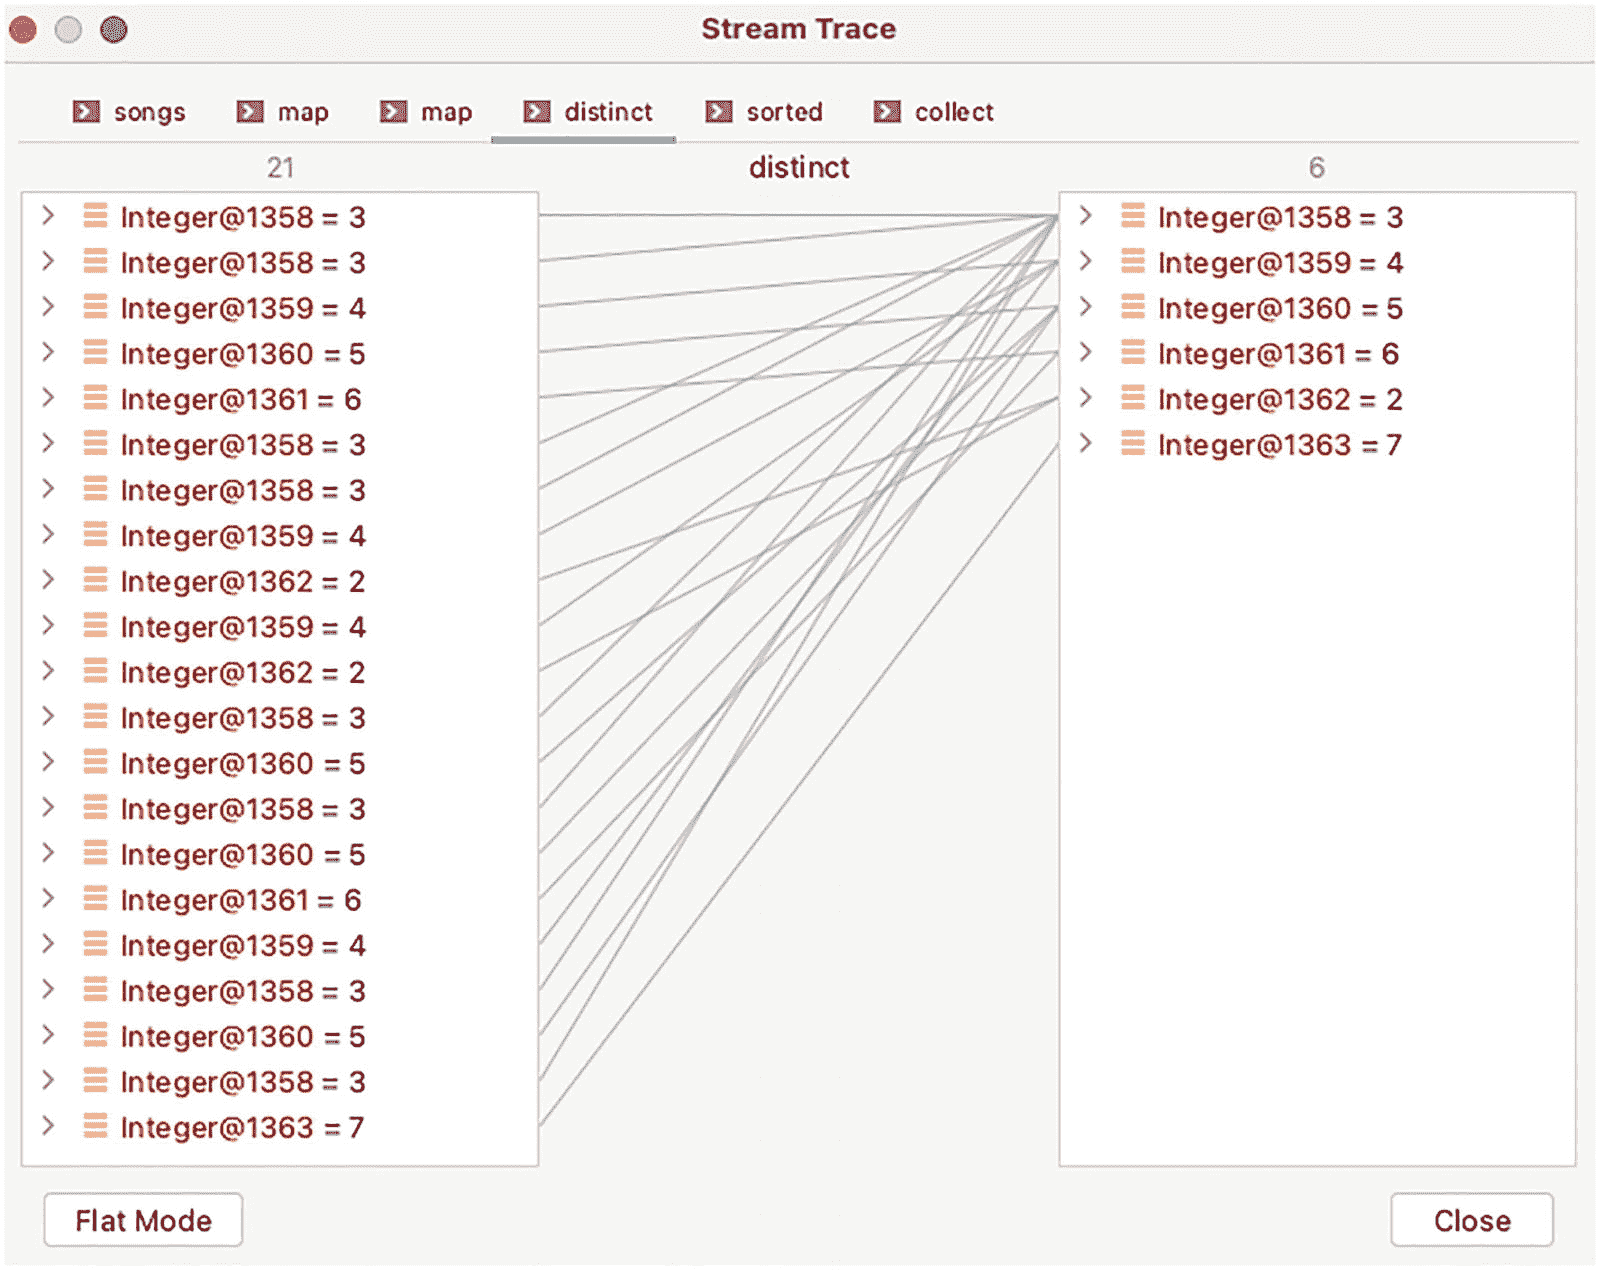 Stream Trace
songs map map distinct sorted collect
21 distinct 6
Integer@1358 = 3 Integer@1358 = 3
Integer@1358 = 3 Integer@1359 = 4
Integer@1359 = 4 Integer@1360 = 5
Integer@1360 = 5 Integer@1361 = 6
Integer@1361 = 6 Integer@1362 = 2
Integer@1358 = 3 Integer@1363 = 7
Integer@1358 = 3
Integer@1359 = 4
Integer@1362 = 2
Integer@1359 = 4
Integer@1362 = 2
Integer@1358 = 3
Integer@1360 = 5
Integer@1358 = 3
Integer@1360 = 5
Integer@1361 = 6
Integer@1359 = 4
Integer@1358 = 3
Integer@1360 = 5
Integer@1358 = 3
Integer@1363 = 7
Flat Mode Close